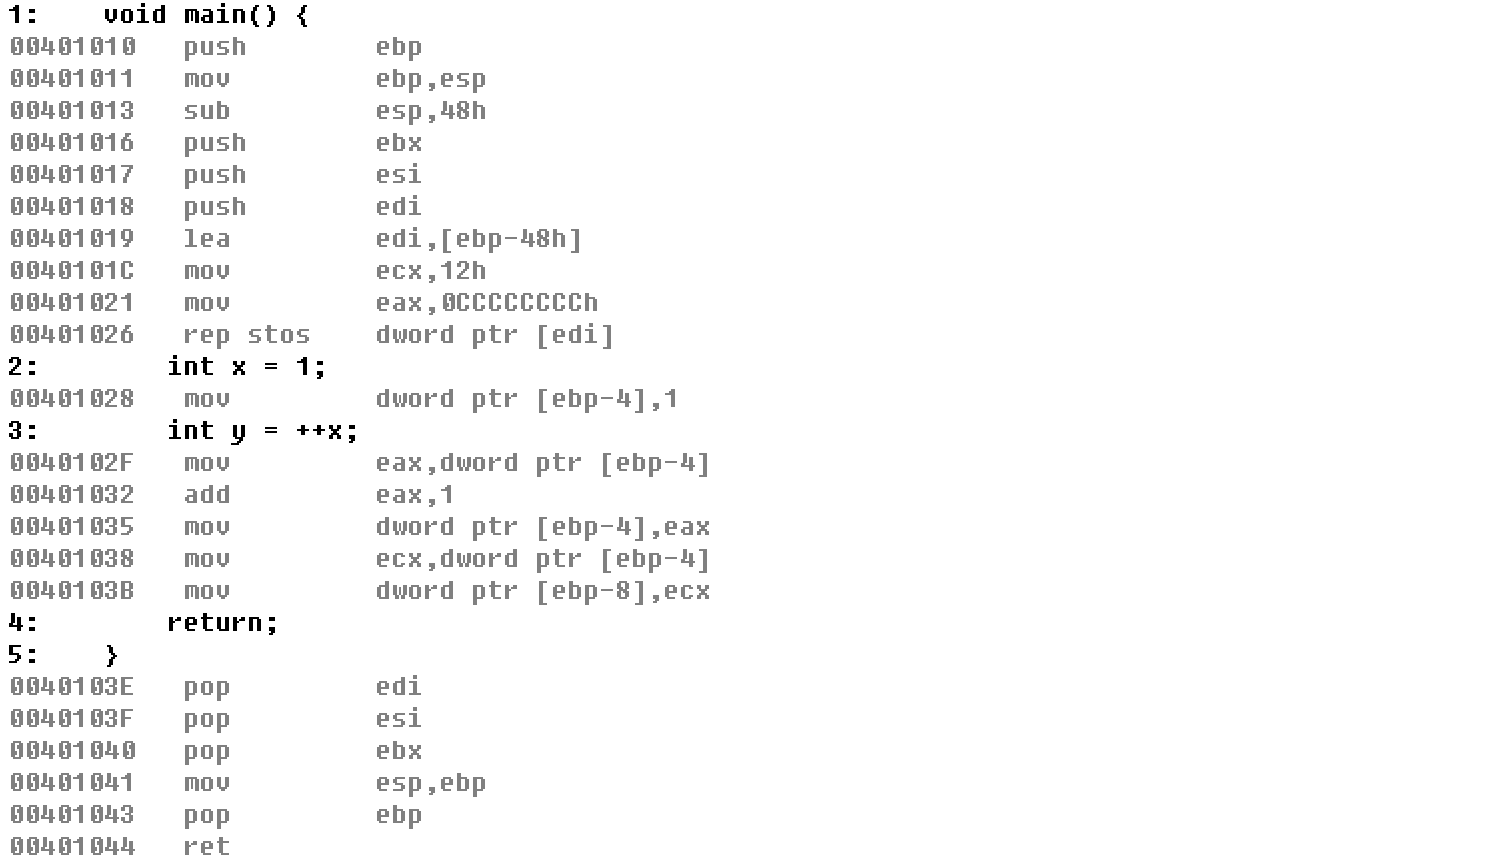 1:    void main() {
00401010   push        ebp
00401011   mov         ebp,esp
00401013   sub         esp,48h
00401016   push        ebx
00401017   push        esi
00401018   push        edi
00401019   lea         edi,[ebp-48h]
0040101C   mov         ecx,12h
00401021   mov         eax,0CCCCCCCCh
00401026   rep stos    dword ptr [edi]
2:        int x = 1;
00401028   mov         dword ptr [ebp-4],1
3:        int y = ++x;
0040102F   mov         eax,dword ptr [ebp-4]
00401032   add         eax,1
00401035   mov         dword ptr [ebp-4],eax
00401038   mov         ecx,dword ptr [ebp-4]
0040103B   mov         dword ptr [ebp-8],ecx
4:        return;
5:    }
0040103E   pop         edi
0040103F   pop         esi
00401040   pop         ebx
00401041   mov         esp,ebp
00401043   pop         ebp
00401044   ret